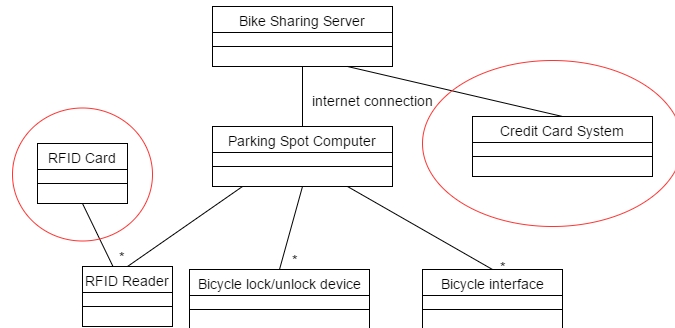 Bike Sharing Server
internet connection
RFID Card
Parking Spot Computer
Credit Card System
*
*
*
RFID Reader
Bicycle lock/unlock device
Bicycle interface